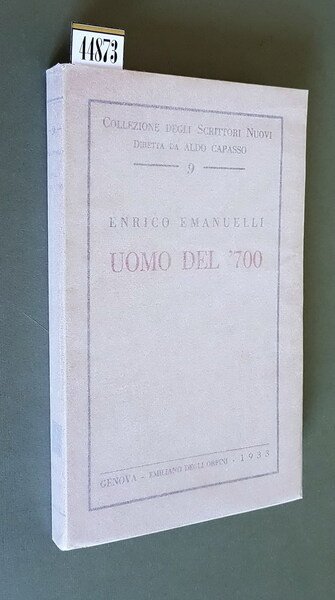 44873
COLLEZIONE DEGLI SCRITTORI NUOVI
DIRETTA DA ALDO CAPASSO
9
ENRICO EMANUELLI
UOMO DEL '700
GENOVA - EMILIANO DEGLI ORFINI - 1933